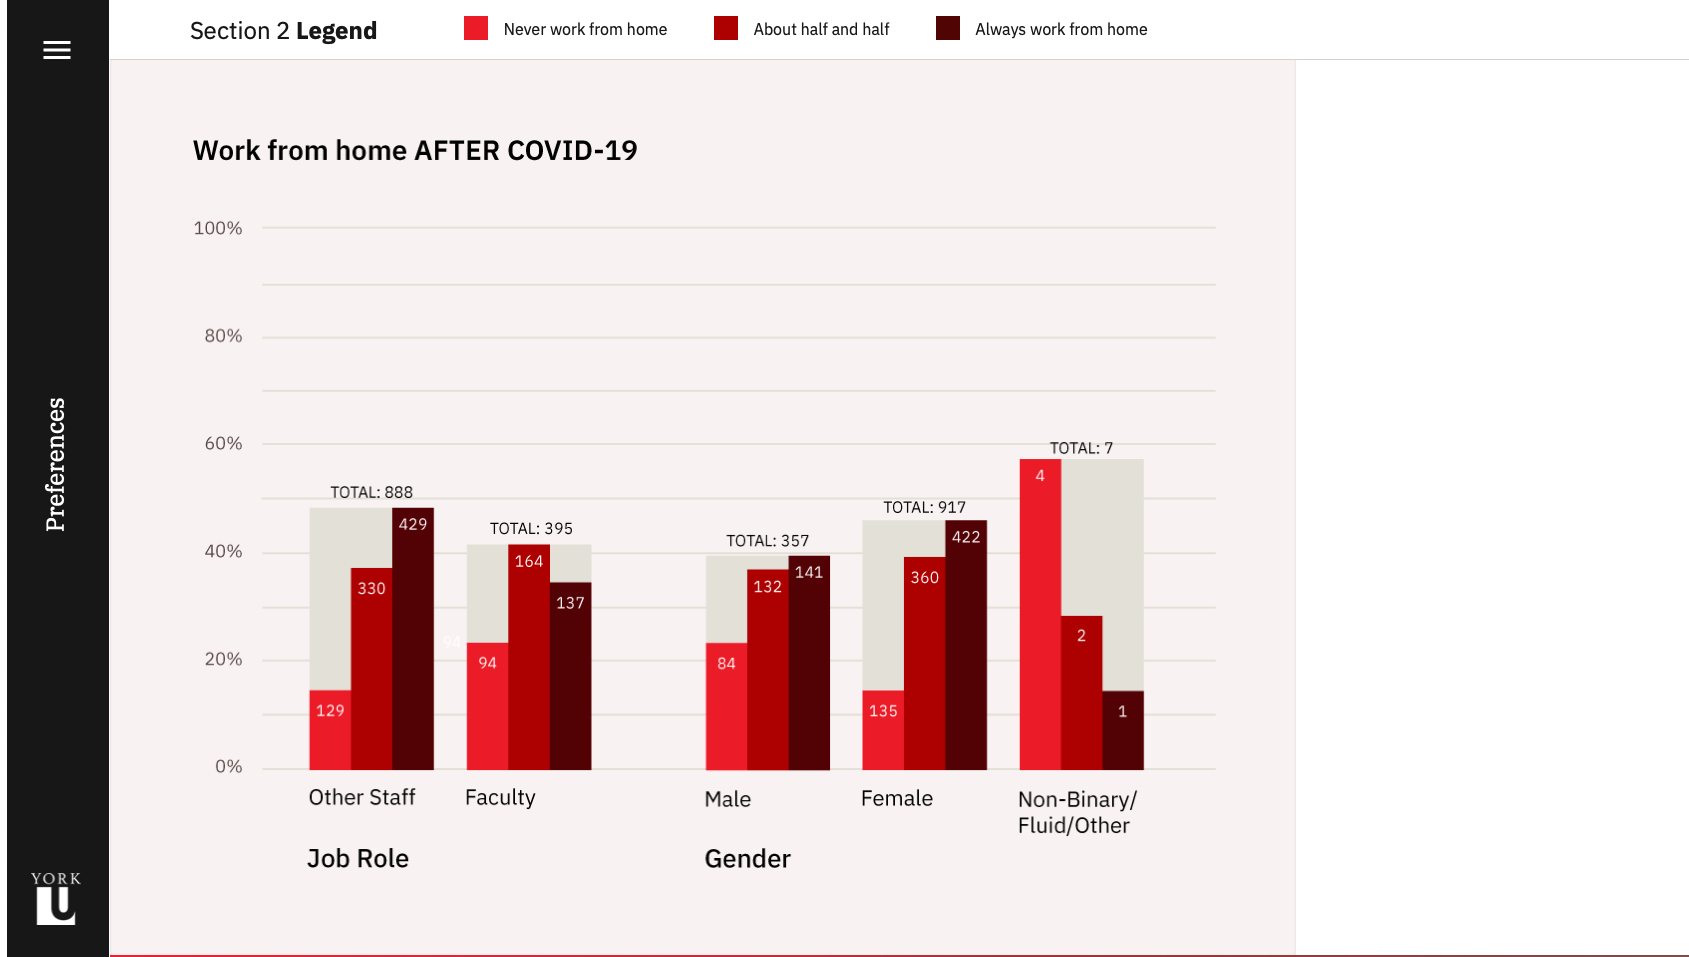 Section 2 Legend
Never work from home
About half and half
Always work from home
Work from home AFTER COVID-19
100%
80%
60%
40%
20%
0%
TOTAL: 888
129
330
429
Other Staff
TOTAL: 395
94
94
164
137
Faculty
Job Role
TOTAL: 357
84
132
141
Male
TOTAL: 917
135
360
422
Female
TOTAL: 7
4
2
1
Non-Binary/
Fluid/Other
Gender
Preferences
YORK
U